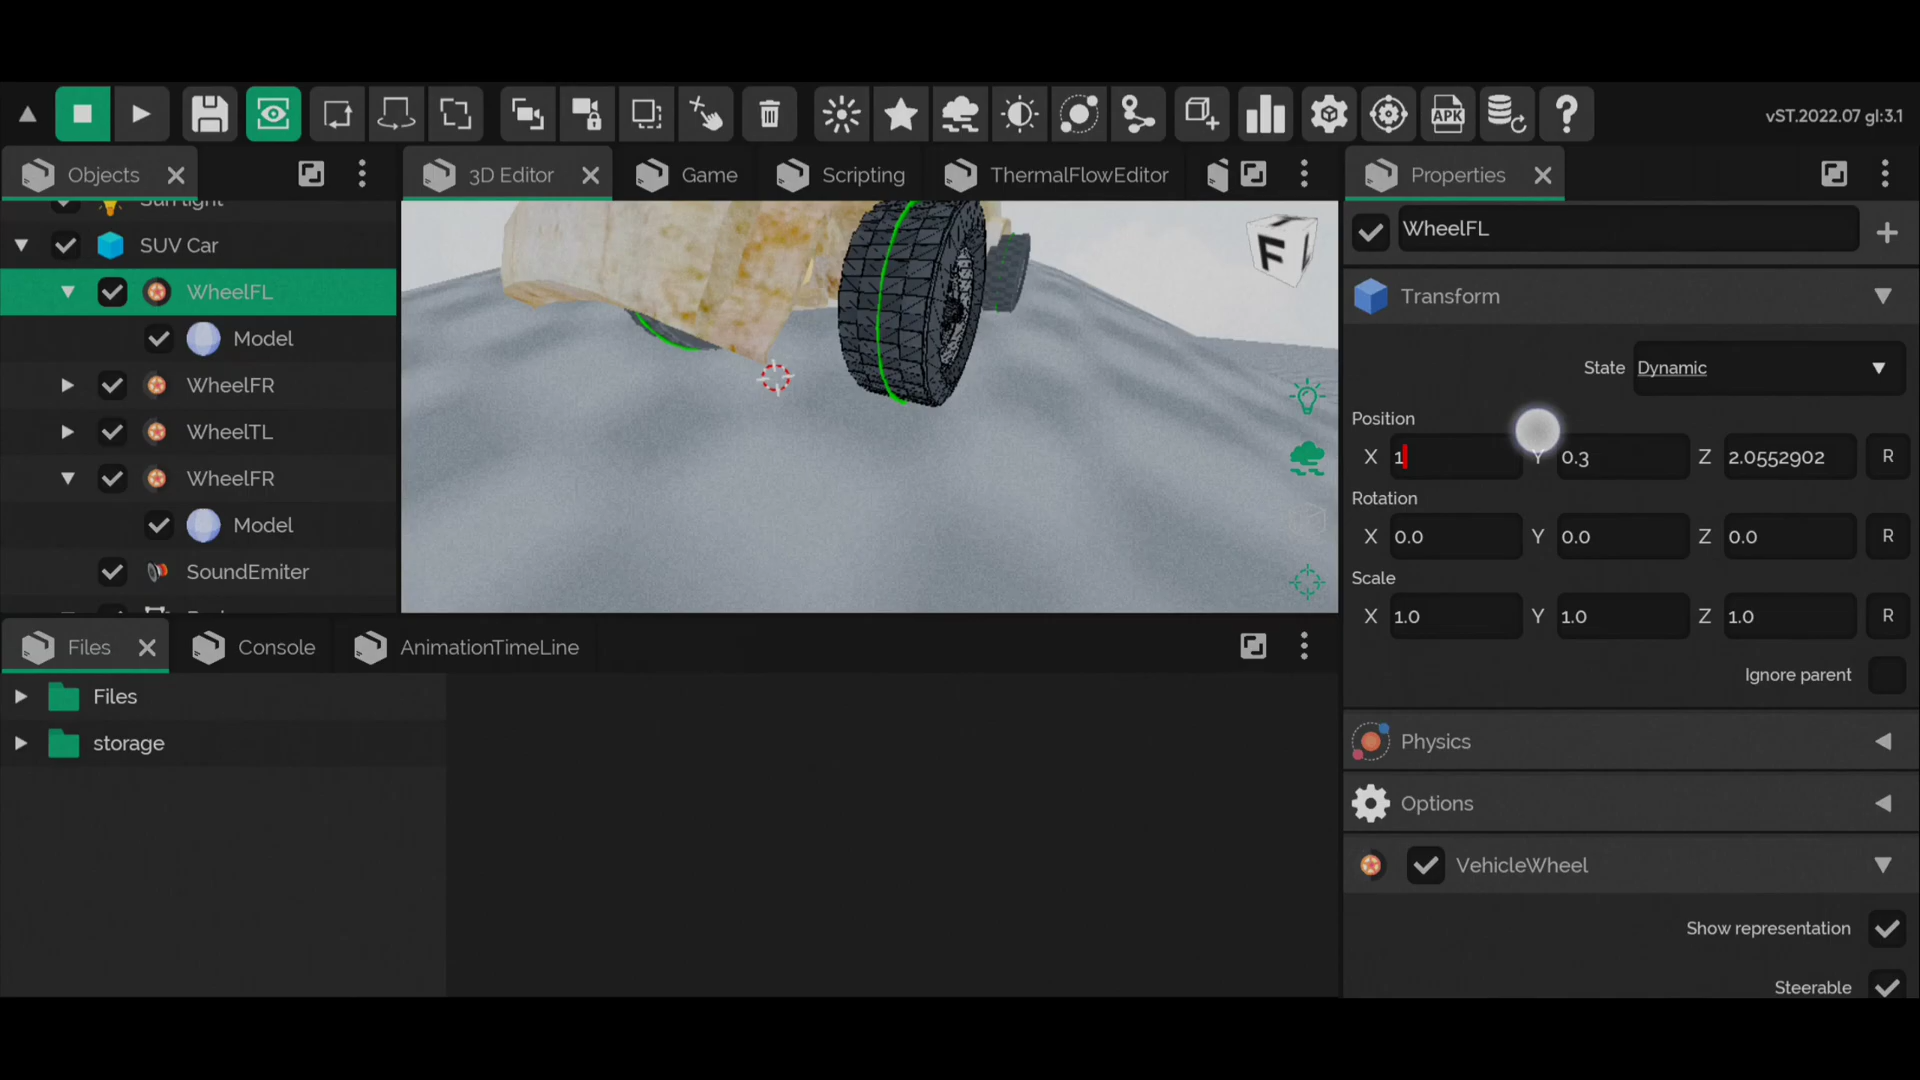 APK
?
vST.2022.07 gl:3.1
Objects
3D Editor
Game
Scripting
ThermalFlowEditor
Properties
Sun light
SUV Car
WheelFL
Model
WheelFR
WheelTL
WheelFR
Model
SoundEmiter
F
L
WheelFL
Transform
State Dynamic
Position
X 1 Y 0.3 Z 2.0552902 R
Rotation
X 0.0 Y 0.0 Z 0.0 R
Scale
X 1.0 Y 1.0 Z 1.0 R
Ignore parent
Physics
Options
VehicleWheel
Show representation
Steerable
Files
Console
AnimationTimeLine
Files
storage